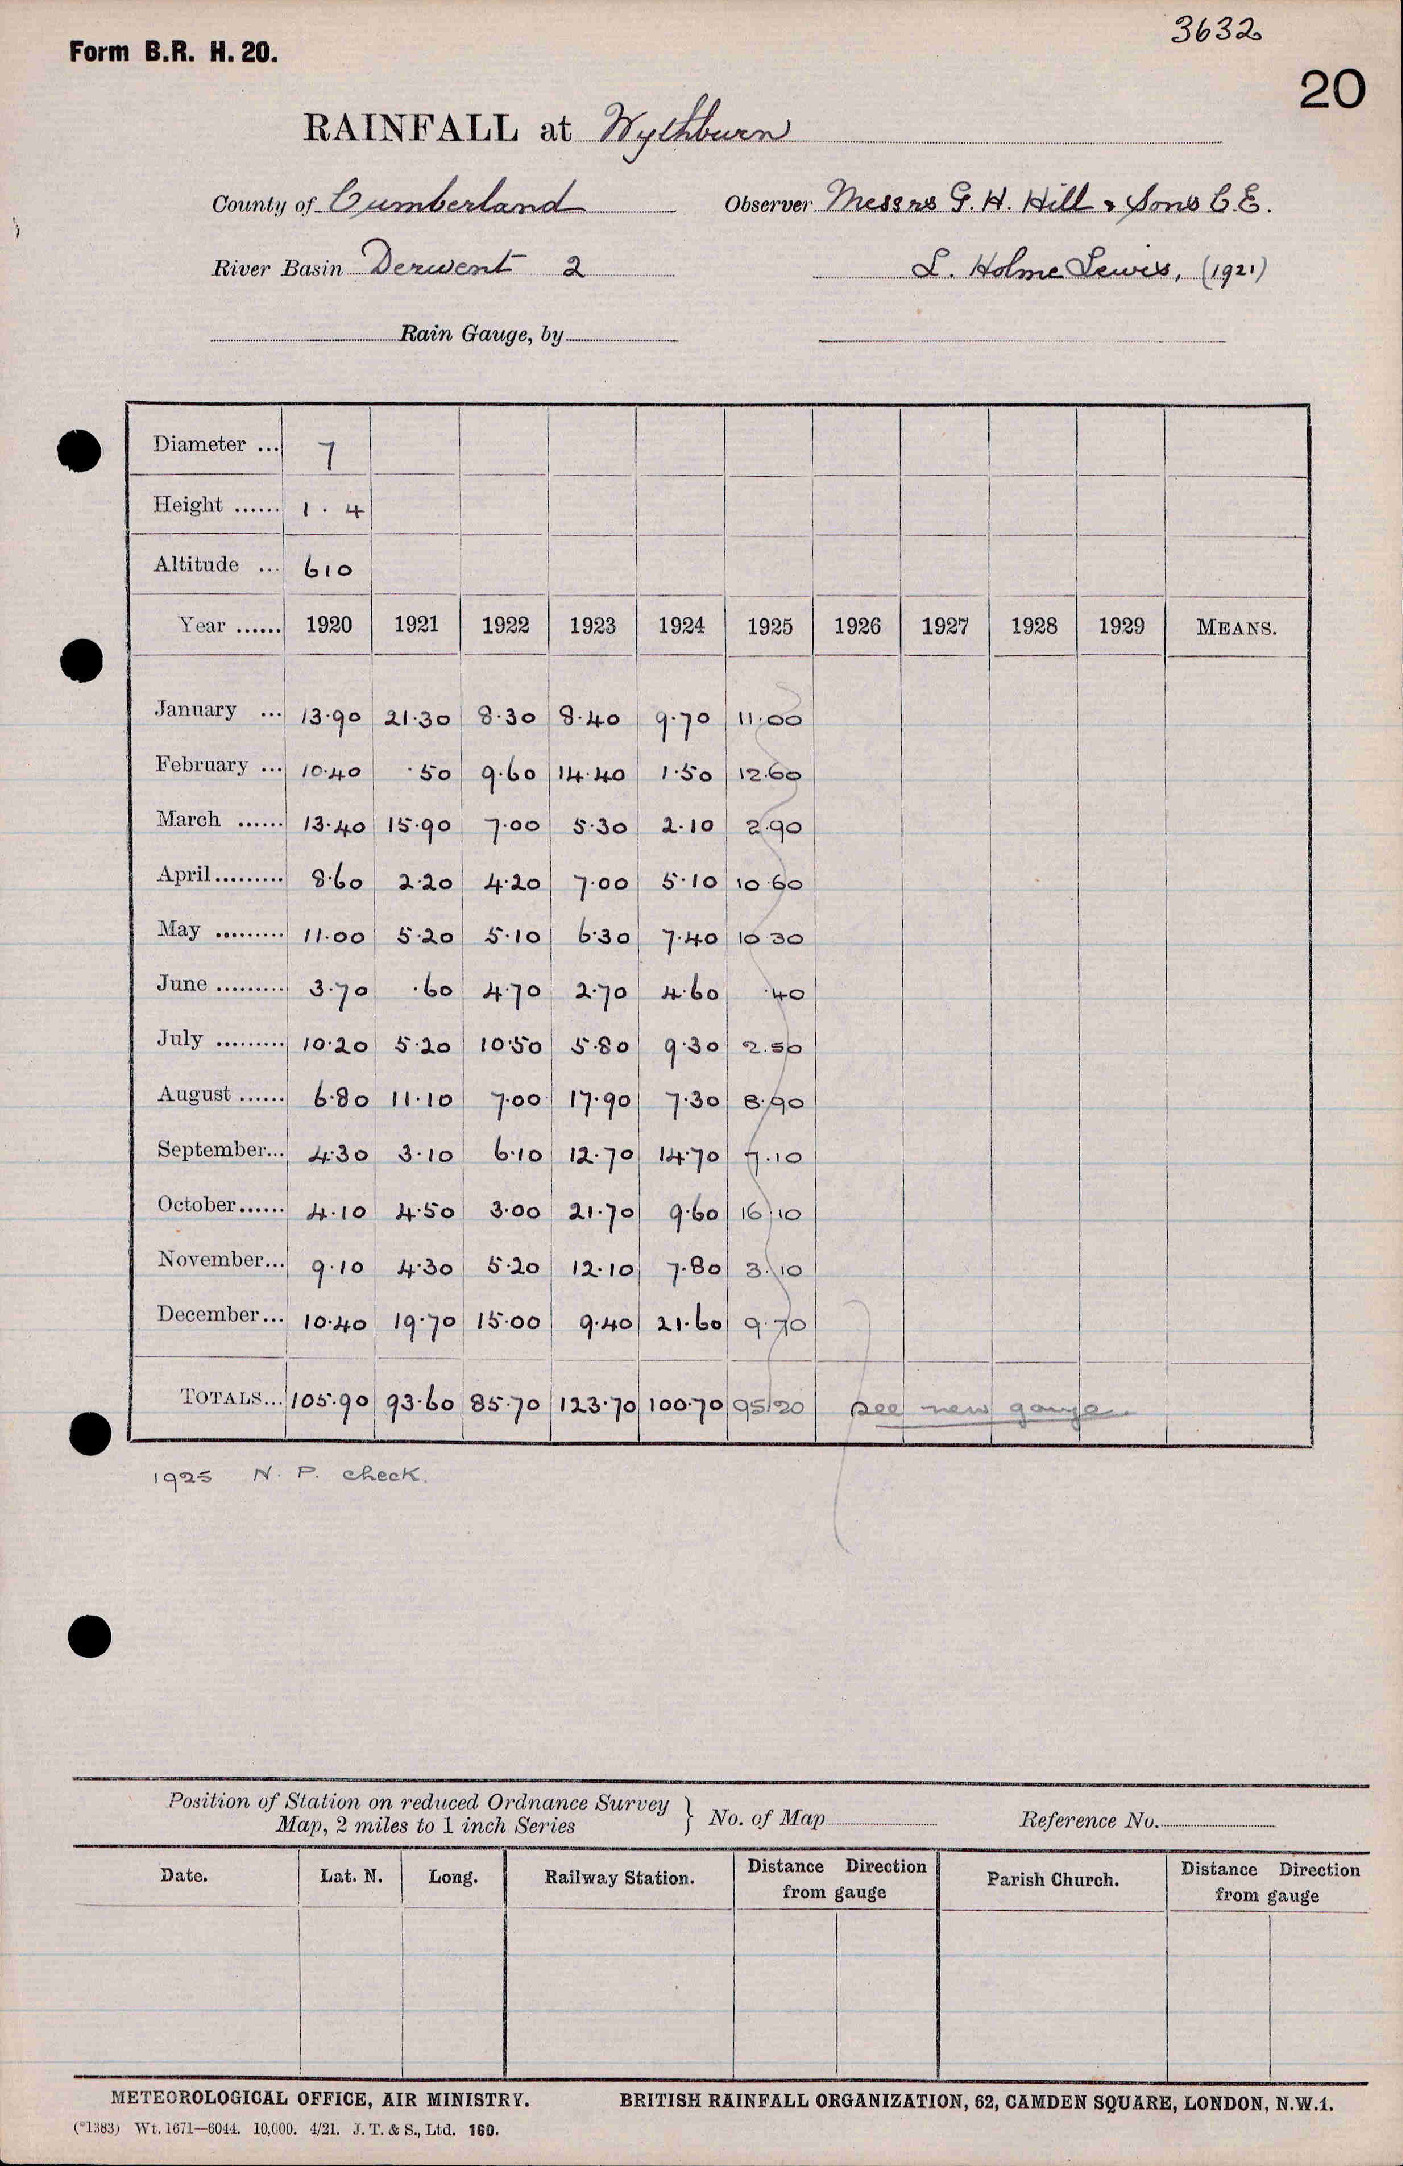 3632
Form B.R. H. 20.
20
RAINFALL at Wythburn
County of Cumberland Observer Messrs G. H. Hill & Sons C.E.
River Basin Derwent 2 L. Holme Lewis, (1921)
Rain Gauge, by
Diameter ... 7
Height ...... 1 · 4
Altitude ... 610
Year ...... 1920 1921 1922 1923 1924 1925 1926 1927 1928 1929 MEANS.
January ... 13·90 21·30 8·30 8·40 9·70 11·00
February ... 10·40 ·50 9·60 14·40 1·50 12·60
March ...... 13·40 15·90 7·00 5·30 2·10 2·90
April......... 8·60 2·20 4·20 7·00 5·10 10·60
May ......... 11·00 5·20 5·10 6·30 7·40 10·30
June ......... 3·70 ·60 4·70 2·70 4·60 ·40
July ......... 10·20 5·20 10·50 5·80 9·30 2·50
August ...... 6·80 11·10 7·00 17·90 7·30 8·90
September... 4·30 3·10 6·10 12·70 14·70 7·10
October...... 4·10 4·50 3·00 21·70 9·60 16·10
November... 9·10 4·30 5·20 12·10 7·80 3·10
December... 10·40 19·70 15·00 9·40 21·60 9·70
TOTALS... 105·90 93·60 85·70 123·70 100·70 95·20 see new gauge.
1925 N. P. check.
Position of Station on reduced Ordnance Survey } No. of Map Reference No.
Map, 2 miles to 1 inch Series
Date. Lat. N. Long. Railway Station. Distance Direction Parish Church. Distance Direction
from gauge from gauge
METEOROLOGICAL OFFICE, AIR MINISTRY. BRITISH RAINFALL ORGANIZATION, 62, CAMDEN SQUARE, LONDON, N.W.1.
(*1383) Wt. 1671—6044. 10,000. 4/21. J. T. & S., Ltd. 160.